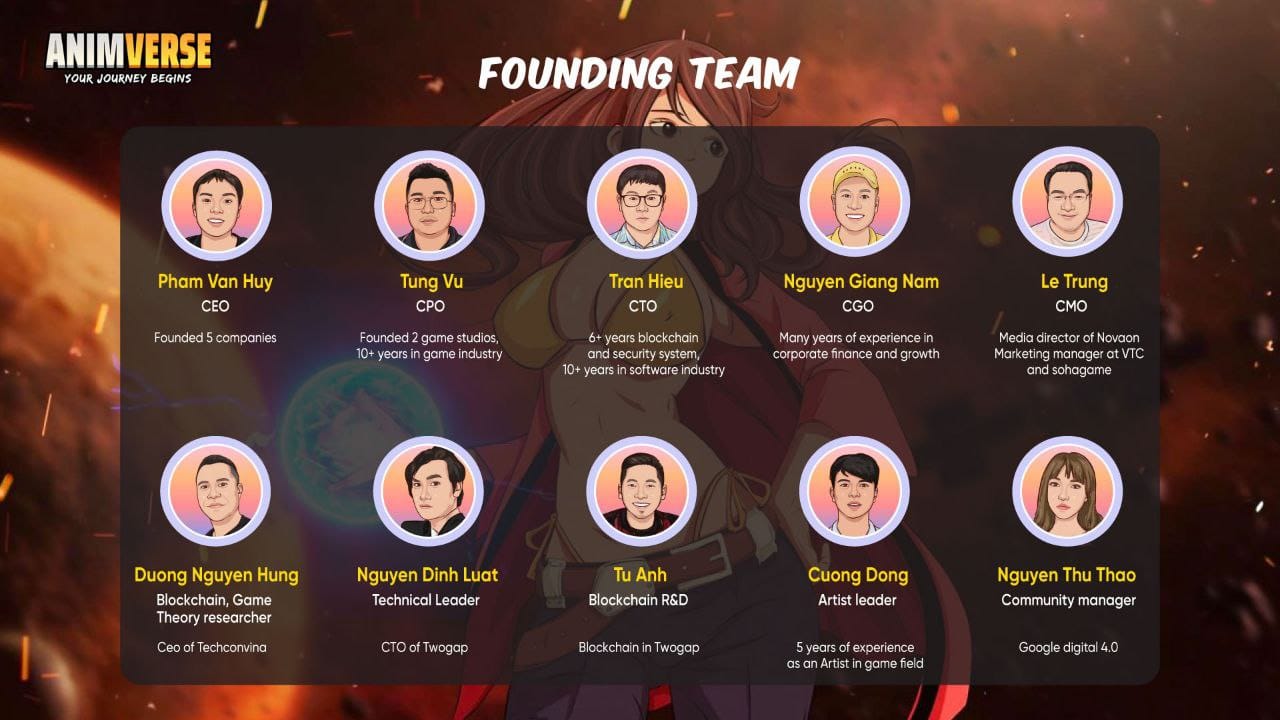 ANIMVERSE
YOUR JOURNEY BEGINS
FOUNDING TEAM
Pham Van Huy
CEO
Founded 5 companies
Tung Vu
CPO
Founded 2 game studios,
10+ years in game industry
Tran Hieu
CTO
6+ years blockchain
and security system,
10+ years in software industry
Nguyen Giang Nam
CGO
Many years of experience in
corporate finance and growth
Le Trung
CMO
Media director of Novaon
Marketing manager at VTC
and sohagame
Duong Nguyen Hung
Blockchain, Game
Theory researcher
Ceo of Techconvina
Nguyen Dinh Luat
Technical Leader
CTO of Twogap
Tu Anh
Blockchain R&D
Blockchain in Twogap
Cuong Dong
Artist leader
5 years of experience
as an Artist in game field
Nguyen Thu Thao
Community manager
Google digital 4.0